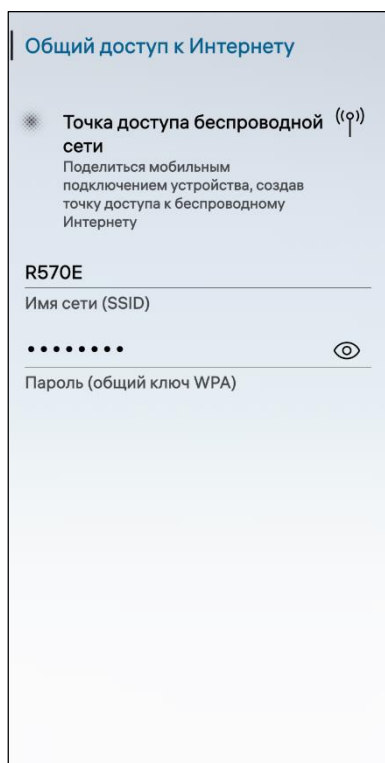 Общий доступ к Интернету
Точка доступа беспроводной
сети
Поделиться мобильным
подключением устройства, создав
точку доступа к беспроводному
Интернету
R570E
Имя сети (SSID)
••••••••
Пароль (общий ключ WPA)